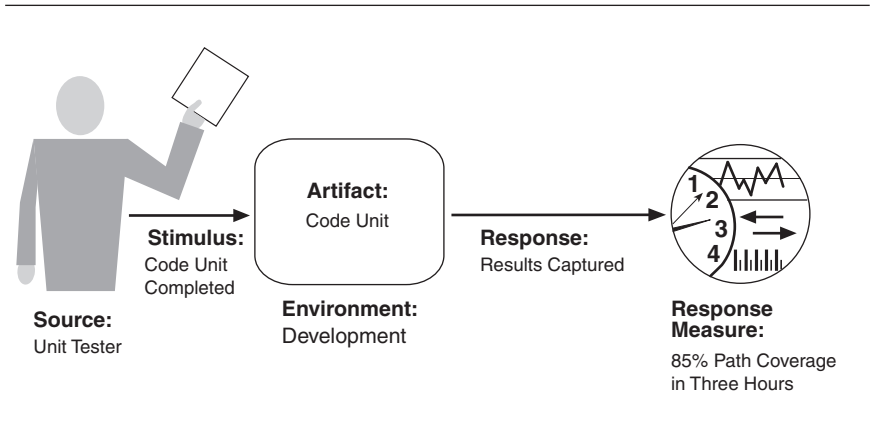 Source:
Unit Tester
Stimulus:
Code Unit
Completed
Artifact:
Code Unit
Environment:
Development
Response:
Results Captured
1
2
3
4
Response
Measure:
85% Path Coverage
in Three Hours